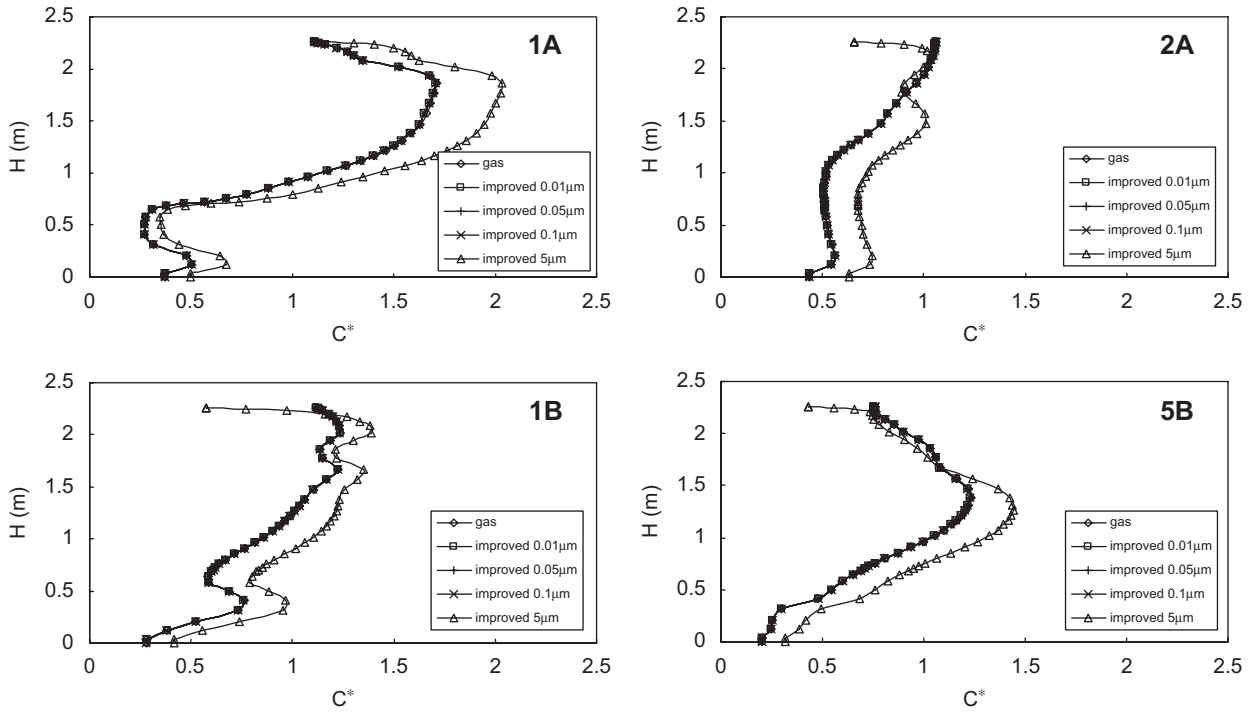 1A
H (m)
2.5
2
1.5
1
0.5
0
gas
improved 0.01μm
improved 0.05μm
improved 0.1μm
improved 5μm
0 0.5 1 1.5 2 2.5
C*
2A
H (m)
2.5
2
1.5
1
0.5
0
gas
improved 0.01μm
improved 0.05μm
improved 0.1μm
improved 5μm
0 0.5 1 1.5 2 2.5
C*
1B
H (m)
2.5
2
1.5
1
0.5
0
gas
improved 0.01μm
improved 0.05μm
improved 0.1μm
improved 5μm
0 0.5 1 1.5 2 2.5
C*
5B
H (m)
2.5
2
1.5
1
0.5
0
gas
improved 0.01μm
improved 0.05μm
improved 0.1μm
improved 5μm
0 0.5 1 1.5 2 2.5
C*